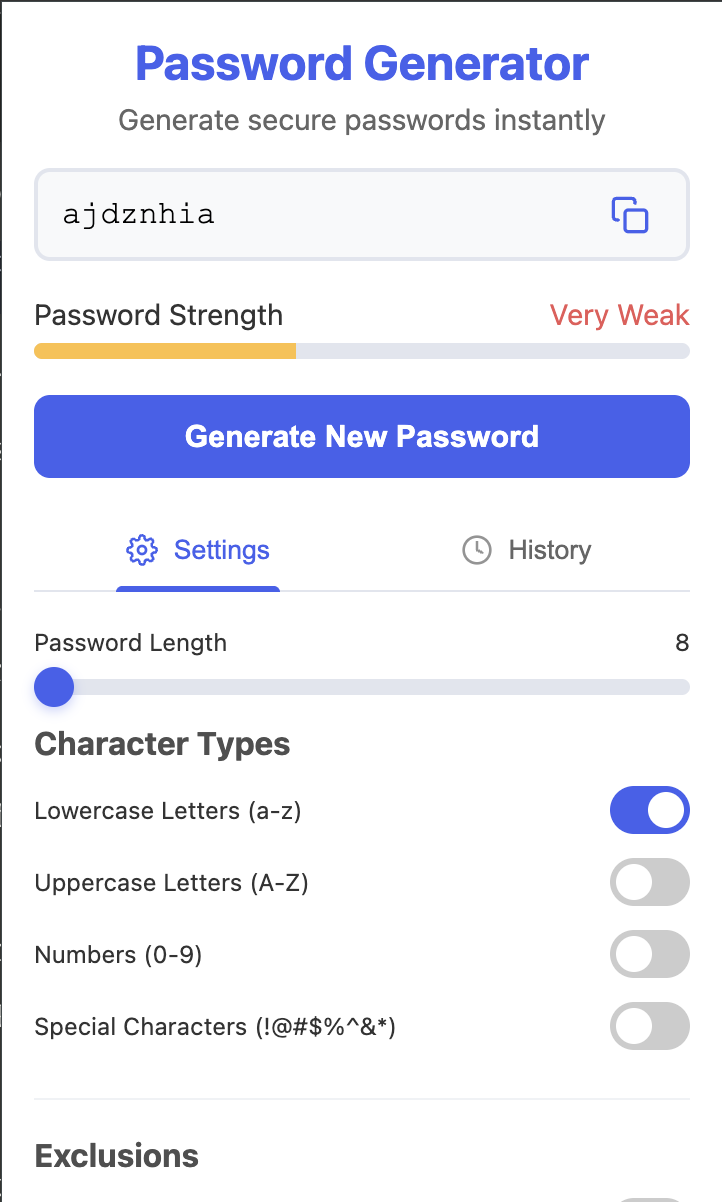 Password Generator
Generate secure passwords instantly
ajdznhia
Password Strength Very Weak
Generate New Password
Settings History
Password Length 8
Character Types
Lowercase Letters (a-z)
Uppercase Letters (A-Z)
Numbers (0-9)
Special Characters (!@#$%^&*)
Exclusions